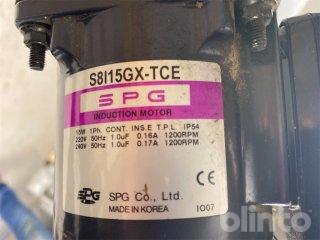 S8I15GX-TCE
SPG
INDUCTION MOTOR
15W 1Ph. CONT. INS.E T.P.L. IP54
220V 50Hz 1.0uF 0.16A 1200RPM
240V 50Hz 1.0uF 0.17A 1200RPM
SPG SPG Co., Ltd. CE
MADE IN KOREA IO07
olinto